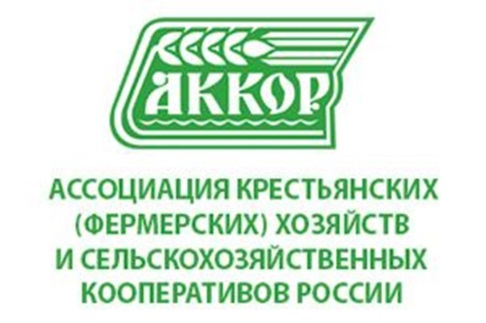 АККОР
АССОЦИАЦИЯ КРЕСТЬЯНСКИХ
(ФЕРМЕРСКИХ) ХОЗЯЙСТВ
И СЕЛЬСКОХОЗЯЙСТВЕННЫХ
КООПЕРАТИВОВ РОССИИ